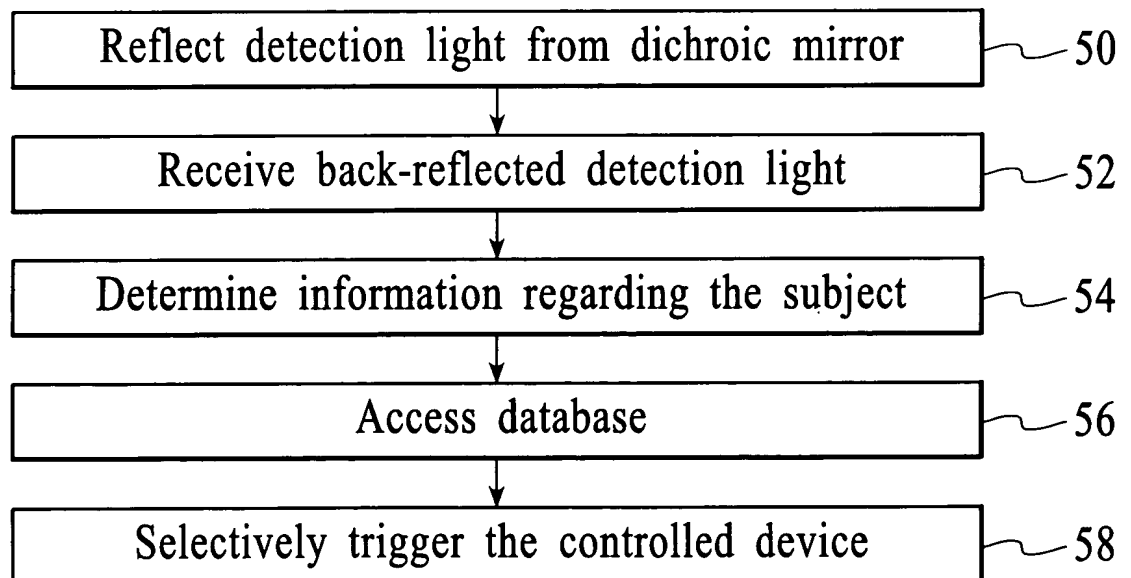 Reflect detection light from dichroic mirror 50
Receive back-reflected detection light 52
Determine information regarding the subject 54
Access database 56
Selectively trigger the controlled device 58